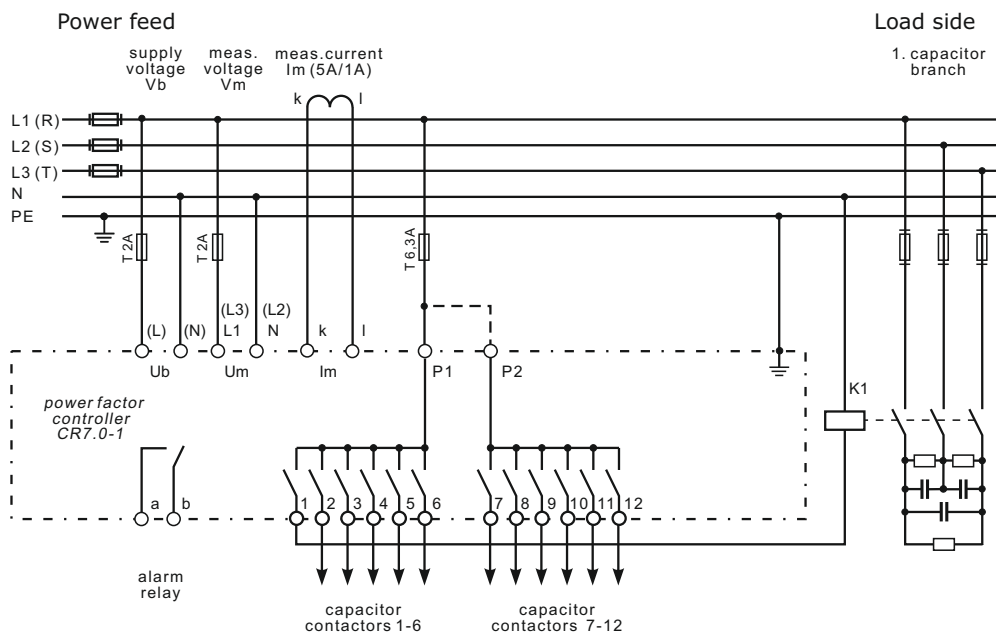 Power feed
Load side
supply
voltage
Vb
meas.
voltage
Vm
meas.current
Im (5A/1A)
1. capacitor
branch
k
l
L1 (R)
L2 (S)
L3 (T)
N
PE
T 2A
T 2A
T 6,3A
(L)
(N)
(L3)
L1
(L2)
N
k
l
Ub
Um
Im
P1
P2
K1
power factor
controller
CR7.0-1
a
b
1
2
3
4
5
6
7
8
9
10
11
12
alarm
relay
capacitor
contactors 1-6
capacitor
contactors 7-12